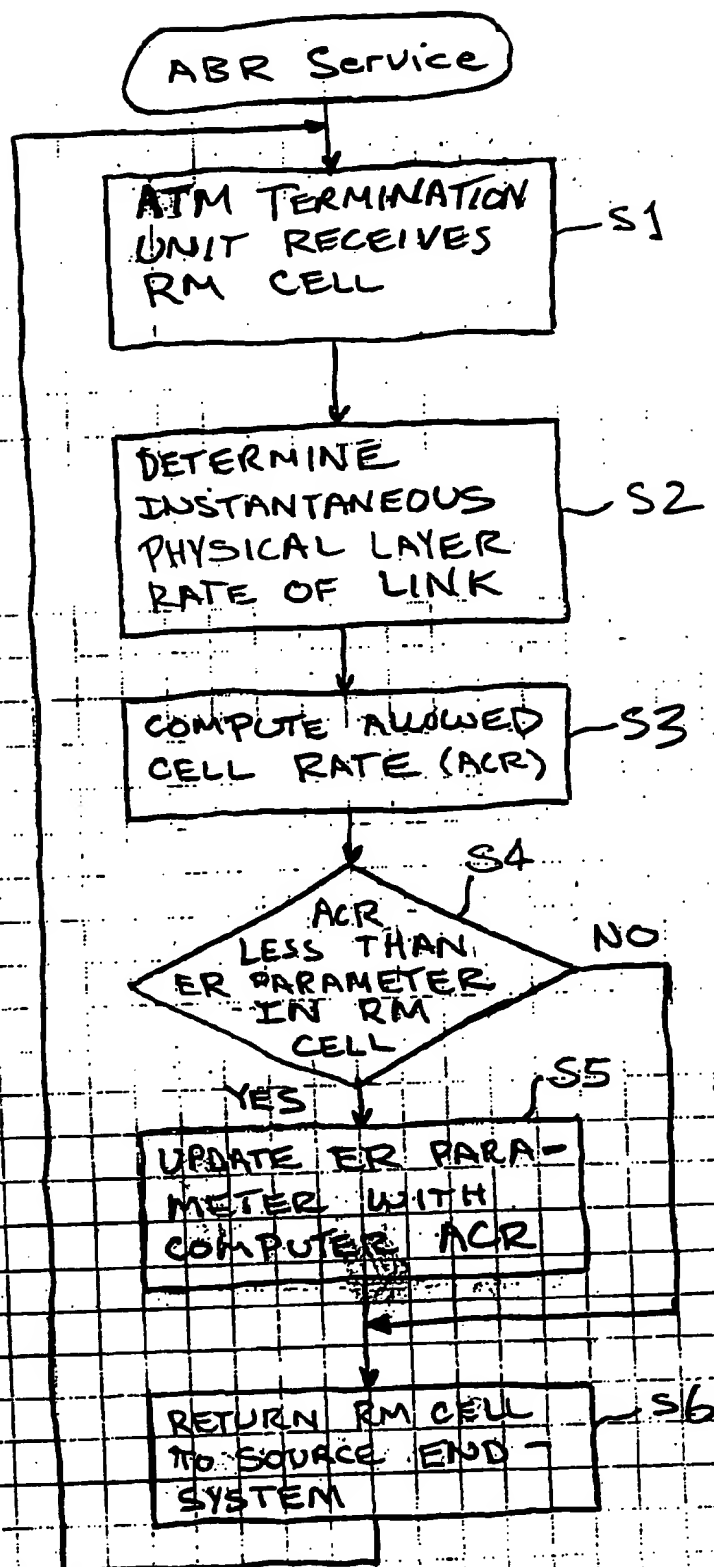 ABR Service
ATM TERMINATION
UNIT RECEIVES
RM CELL
S1
DETERMINE
INSTANTANEOUS
PHYSICAL LAYER
RATE OF LINK
S2
COMPUTE ALLOWED
CELL RATE (ACR)
S3
S4
ACR
LESS THAN
ER PARAMETER
IN RM
CELL
NO
YES
S5
UPDATE ER PARA-
METER WITH
COMPUTER ACR
RETURN RM CELL
TO SOURCE END-
SYSTEM
S6